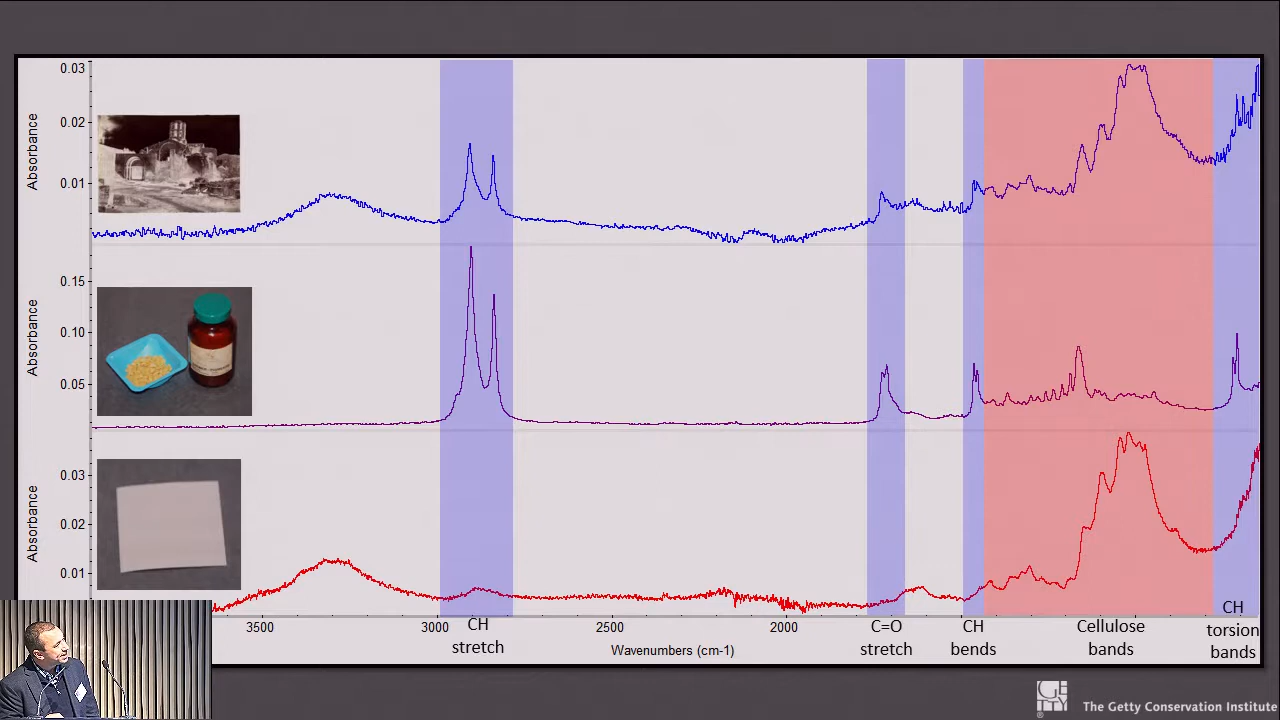 0.03
0.02
0.01
Absorbance
0.15
0.10
0.05
Absorbance
0.03
0.02
0.01
Absorbance
3500
3000
2500
2000
Wavenumbers (cm-1)
CH
stretch
C=O
stretch
CH
bends
Cellulose
bands
CH
torsion
bands
GETTY
The Getty Conservation Institute